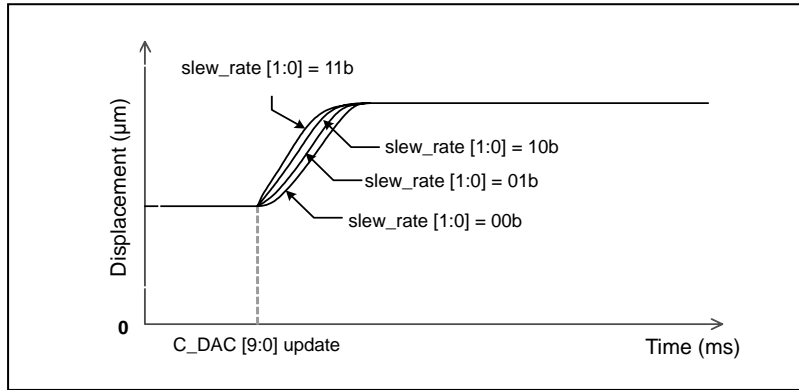 slew_rate [1:0] = 11b
slew_rate [1:0] = 10b
slew_rate [1:0] = 01b
slew_rate [1:0] = 00b
Displacement (µm)
0
C_DAC [9:0] update
Time (ms)